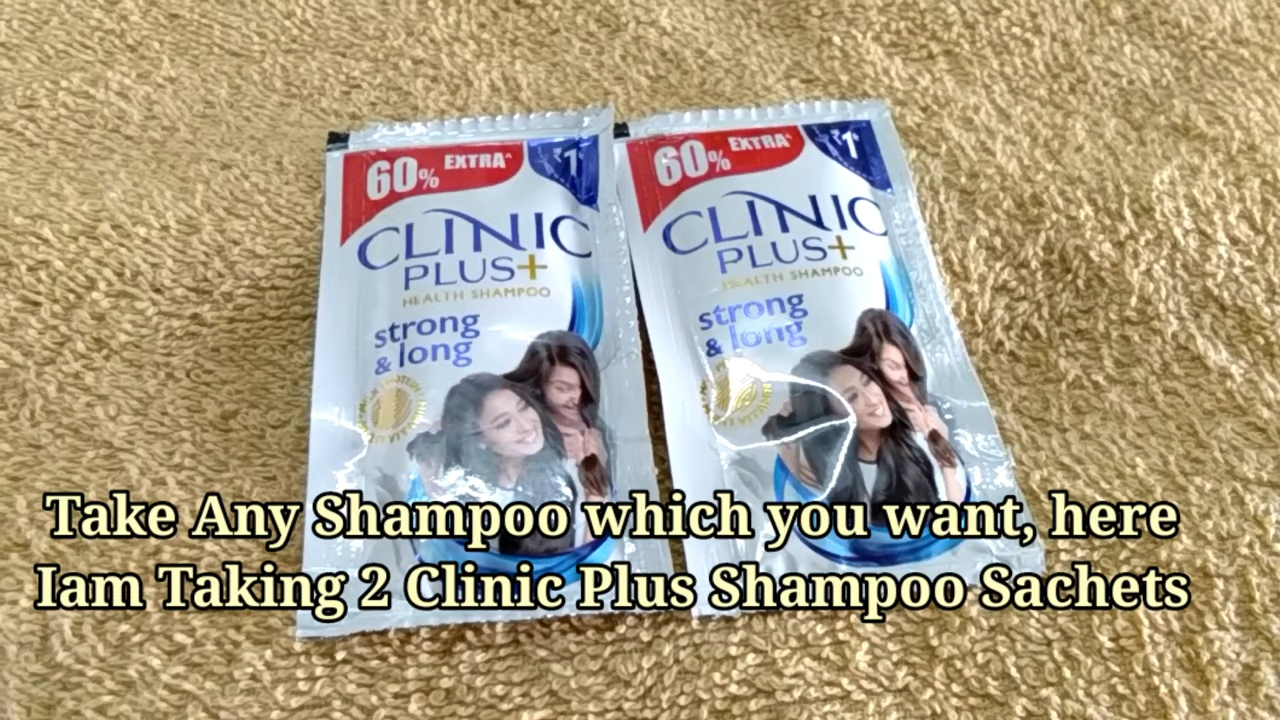 60% EXTRA^
₹1
CLINIC
PLUS+
HEALTH SHAMPOO
strong
& long
60% EXTRA^
₹1
CLINIC
PLUS+
HEALTH SHAMPOO
strong
& long
Take Any Shampoo which you want, here
Iam Taking 2 Clinic Plus Shampoo Sachets